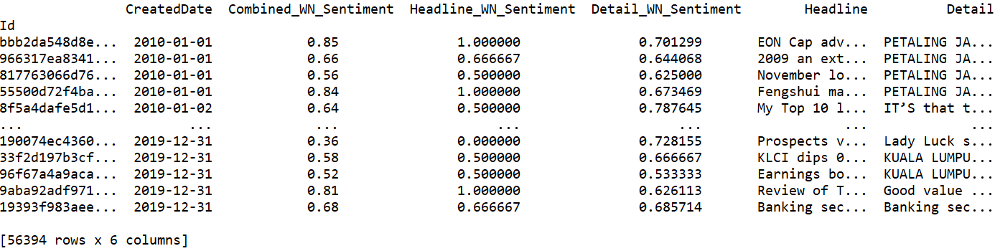 CreatedDate Combined_WN_Sentiment Headline_WN_Sentiment Detail_WN_Sentiment Headline Detail
Id
bbb2da548d8e... 2010-01-01 0.85 1.000000 0.701299 EON Cap adv... PETALING JA...
966317ea8341... 2010-01-01 0.66 0.666667 0.644068 2009 an ext... PETALING JA...
817763066d76... 2010-01-01 0.56 0.500000 0.625000 November lo... PETALING JA...
55500d72f4ba... 2010-01-01 0.84 1.000000 0.673469 Fengshui ma... PETALING JA...
8f5a4dafe5d1... 2010-01-02 0.64 0.500000 0.787645 My Top 10 l... IT’S that t...
... ... ... ... ... ... ...
190074ec4360... 2019-12-31 0.36 0.000000 0.728155 Prospects v... Lady Luck s...
33f2d197b3cf... 2019-12-31 0.58 0.500000 0.666667 KLCI dips 0... KUALA LUMPU...
96f67a4a9aca... 2019-12-31 0.52 0.500000 0.533333 Earnings bo... KUALA LUMPU...
9aba92adf971... 2019-12-31 0.81 1.000000 0.626113 Review of T... Good value ...
19393f983aee... 2019-12-31 0.68 0.666667 0.685714 Banking sec... Banking sec...
[56394 rows x 6 columns]